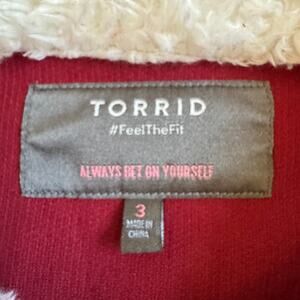 TORRID
#FeelTheFit
ALWAYS BET ON YOURSELF
3
MADE IN
CHINA